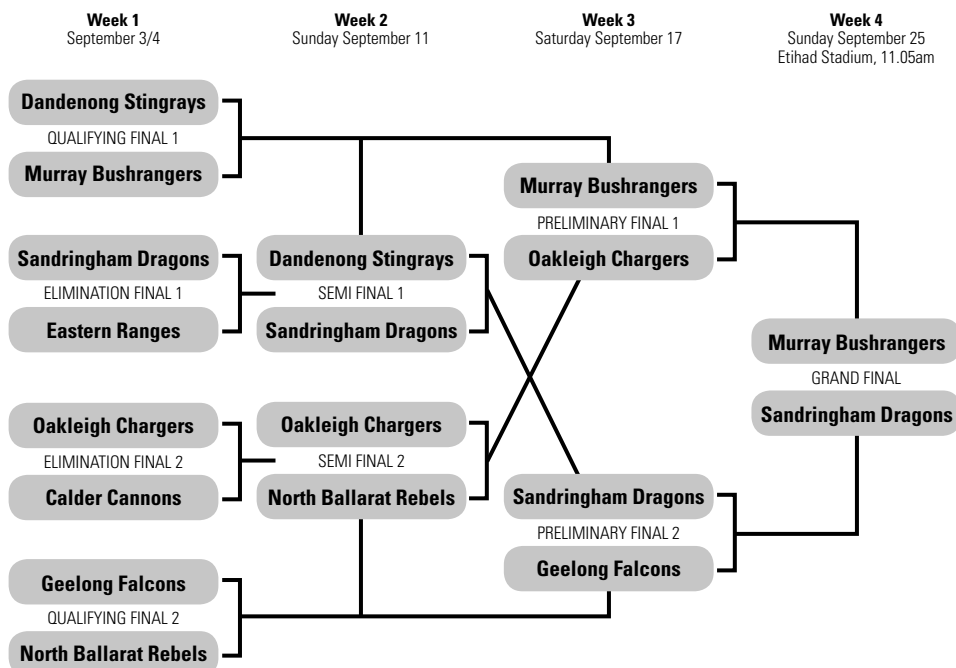 Week 1
September 3/4
Week 2
Sunday September 11
Week 3
Saturday September 17
Week 4
Sunday September 25
Etihad Stadium, 11.05am
Dandenong Stingrays
QUALIFYING FINAL 1
Murray Bushrangers
Sandringham Dragons
ELIMINATION FINAL 1
Eastern Ranges
Oakleigh Chargers
ELIMINATION FINAL 2
Calder Cannons
Geelong Falcons
QUALIFYING FINAL 2
North Ballarat Rebels
Dandenong Stingrays
SEMI FINAL 1
Sandringham Dragons
Oakleigh Chargers
SEMI FINAL 2
North Ballarat Rebels
Murray Bushrangers
PRELIMINARY FINAL 1
Oakleigh Chargers
Sandringham Dragons
PRELIMINARY FINAL 2
Geelong Falcons
Murray Bushrangers
GRAND FINAL
Sandringham Dragons